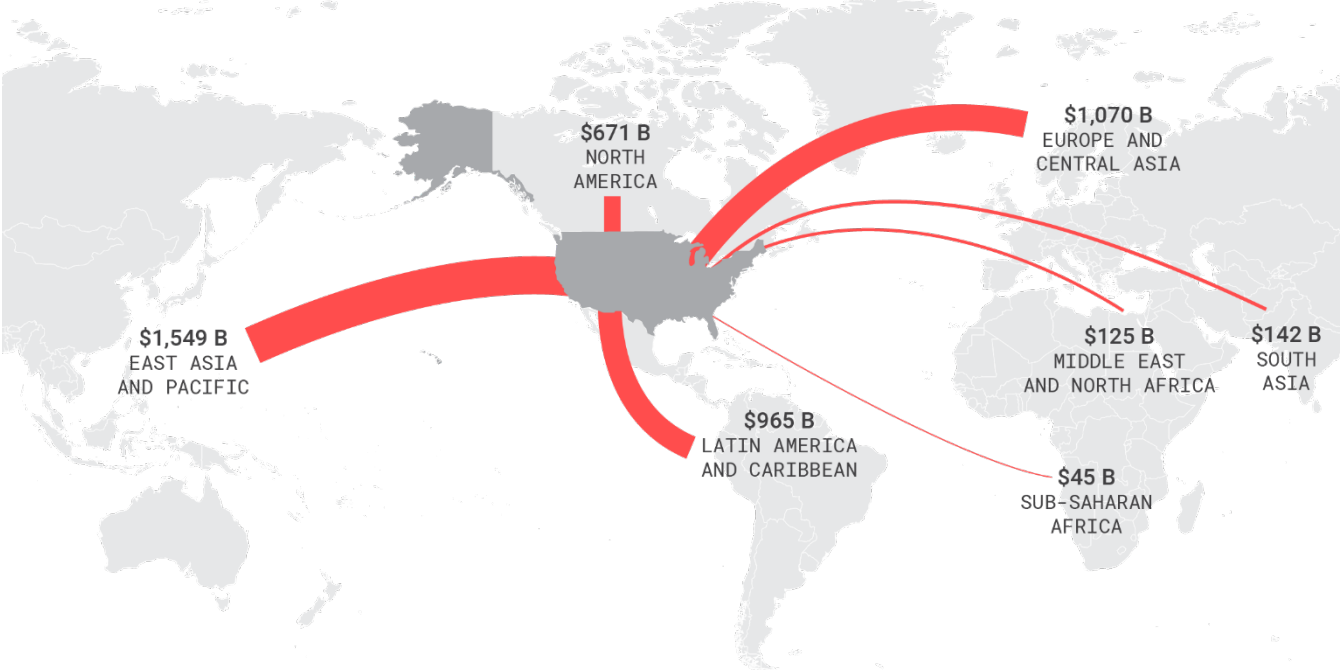 $671 B
NORTH
AMERICA
$1,070 B
EUROPE AND
CENTRAL ASIA
$1,549 B
EAST ASIA
AND PACIFIC
$125 B
MIDDLE EAST
AND NORTH AFRICA
$142 B
SOUTH
ASIA
$965 B
LATIN AMERICA
AND CARIBBEAN
$45 B
SUB-SAHARAN
AFRICA